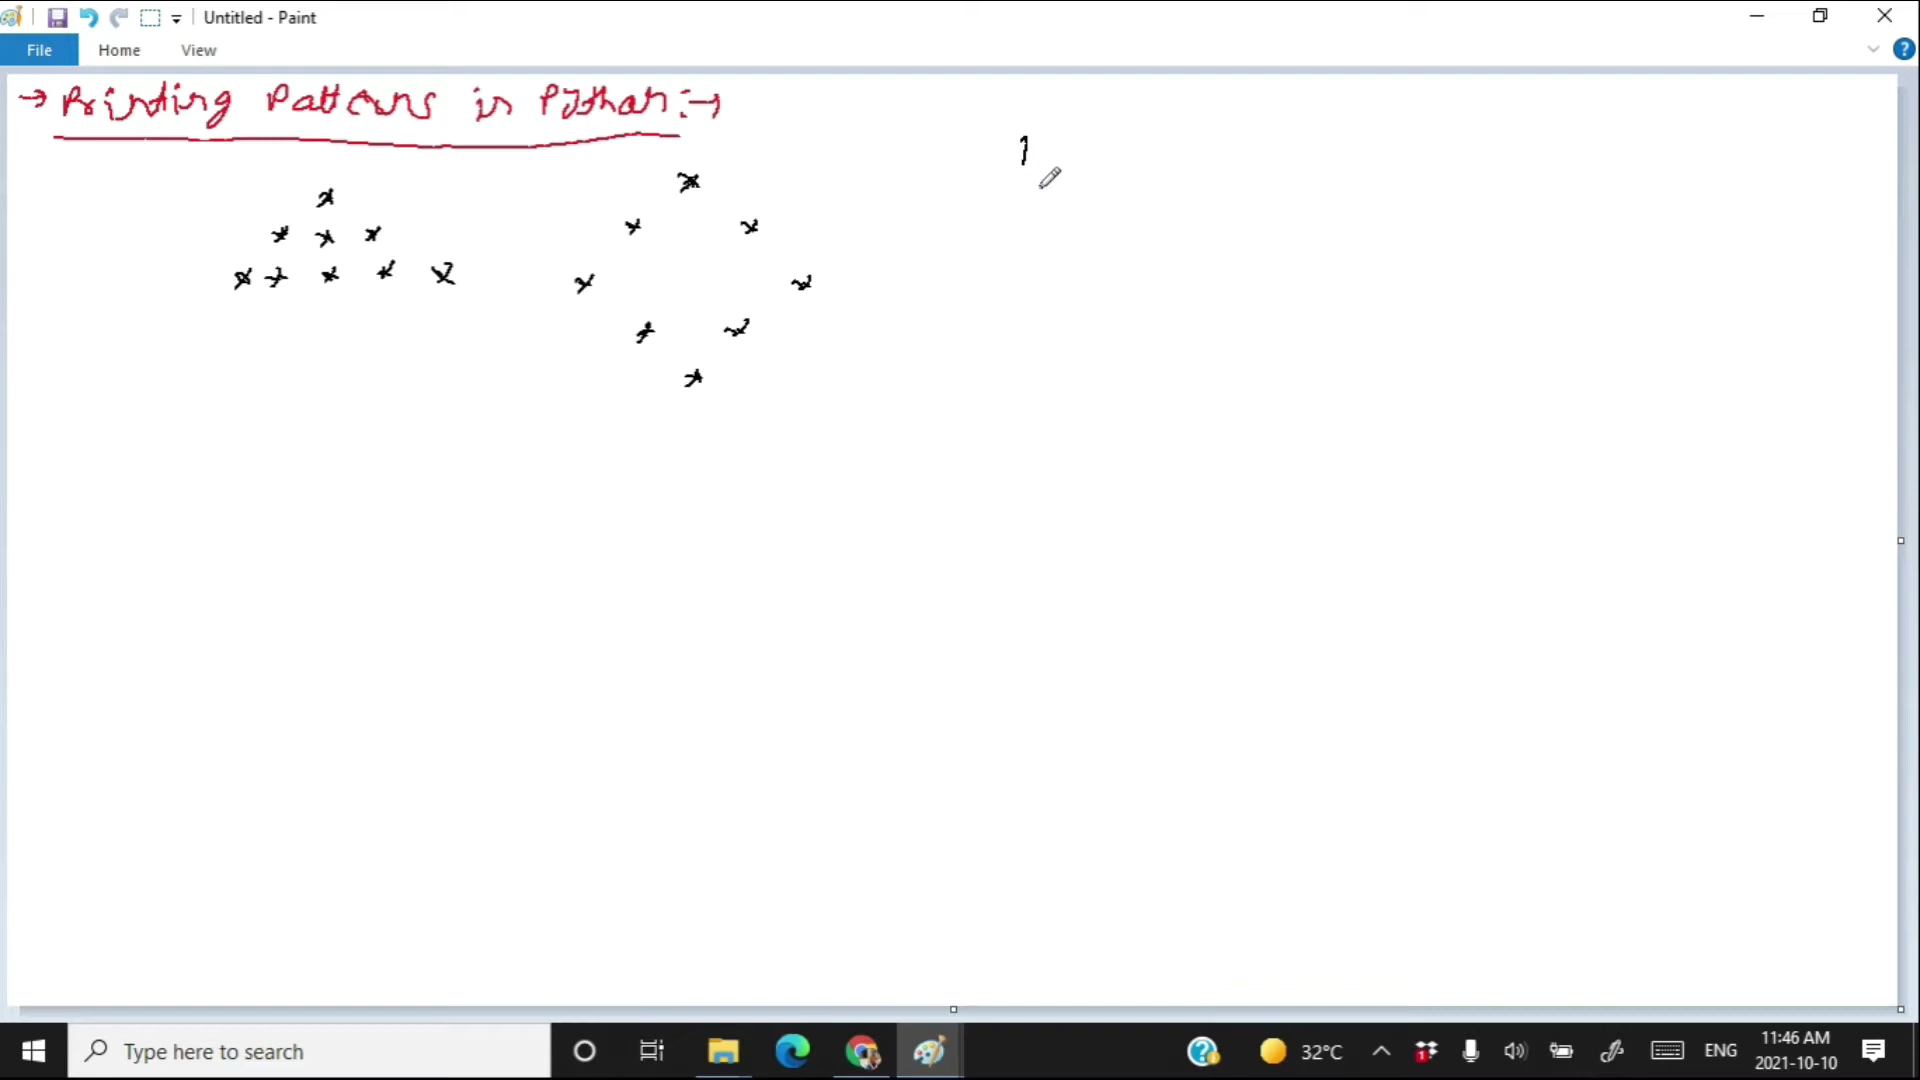 Untitled - Paint
File Home View
→ Printing Patterns in Python :→
1
*
* * *
* * * * *
*
* *
* *
* *
*
Type here to search
1
32°C
ENG
11:46 AM
2021-10-10